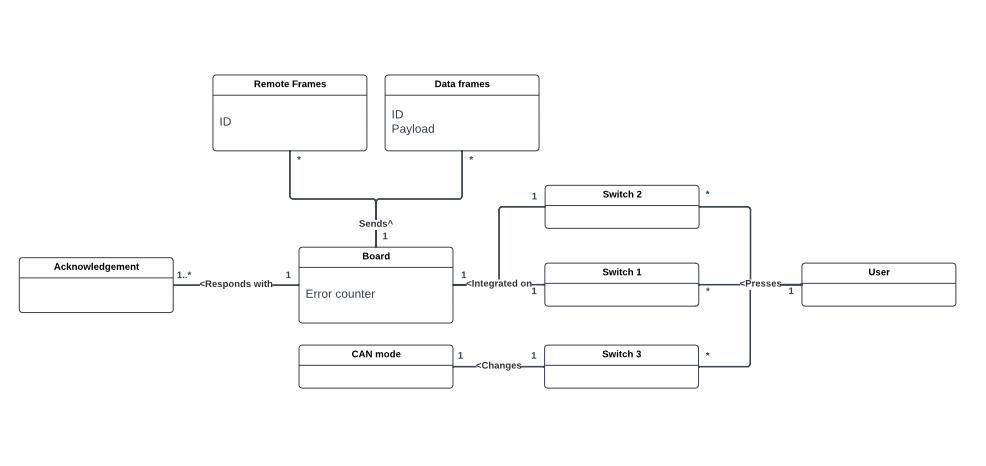 Remote Frames
ID
Data frames
ID
Payload
*
*
Sends^
1
Switch 2
1
*
Acknowledgement
1..*
<Responds with
1
Board
Error counter
1
<Integrated on
1
Switch 1
*
<Presses
1
User
CAN mode
1
<Changes
1
Switch 3
*